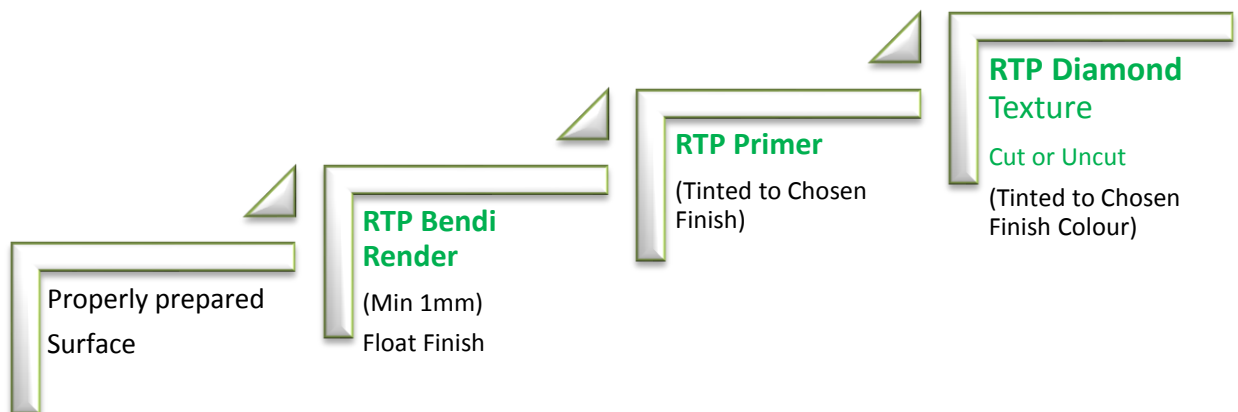 Properly prepared
Surface
RTP Bendi
Render
(Min 1mm)
Float Finish
RTP Primer
(Tinted to Chosen
Finish)
RTP Diamond
Texture
Cut or Uncut
(Tinted to Chosen
Finish Colour)